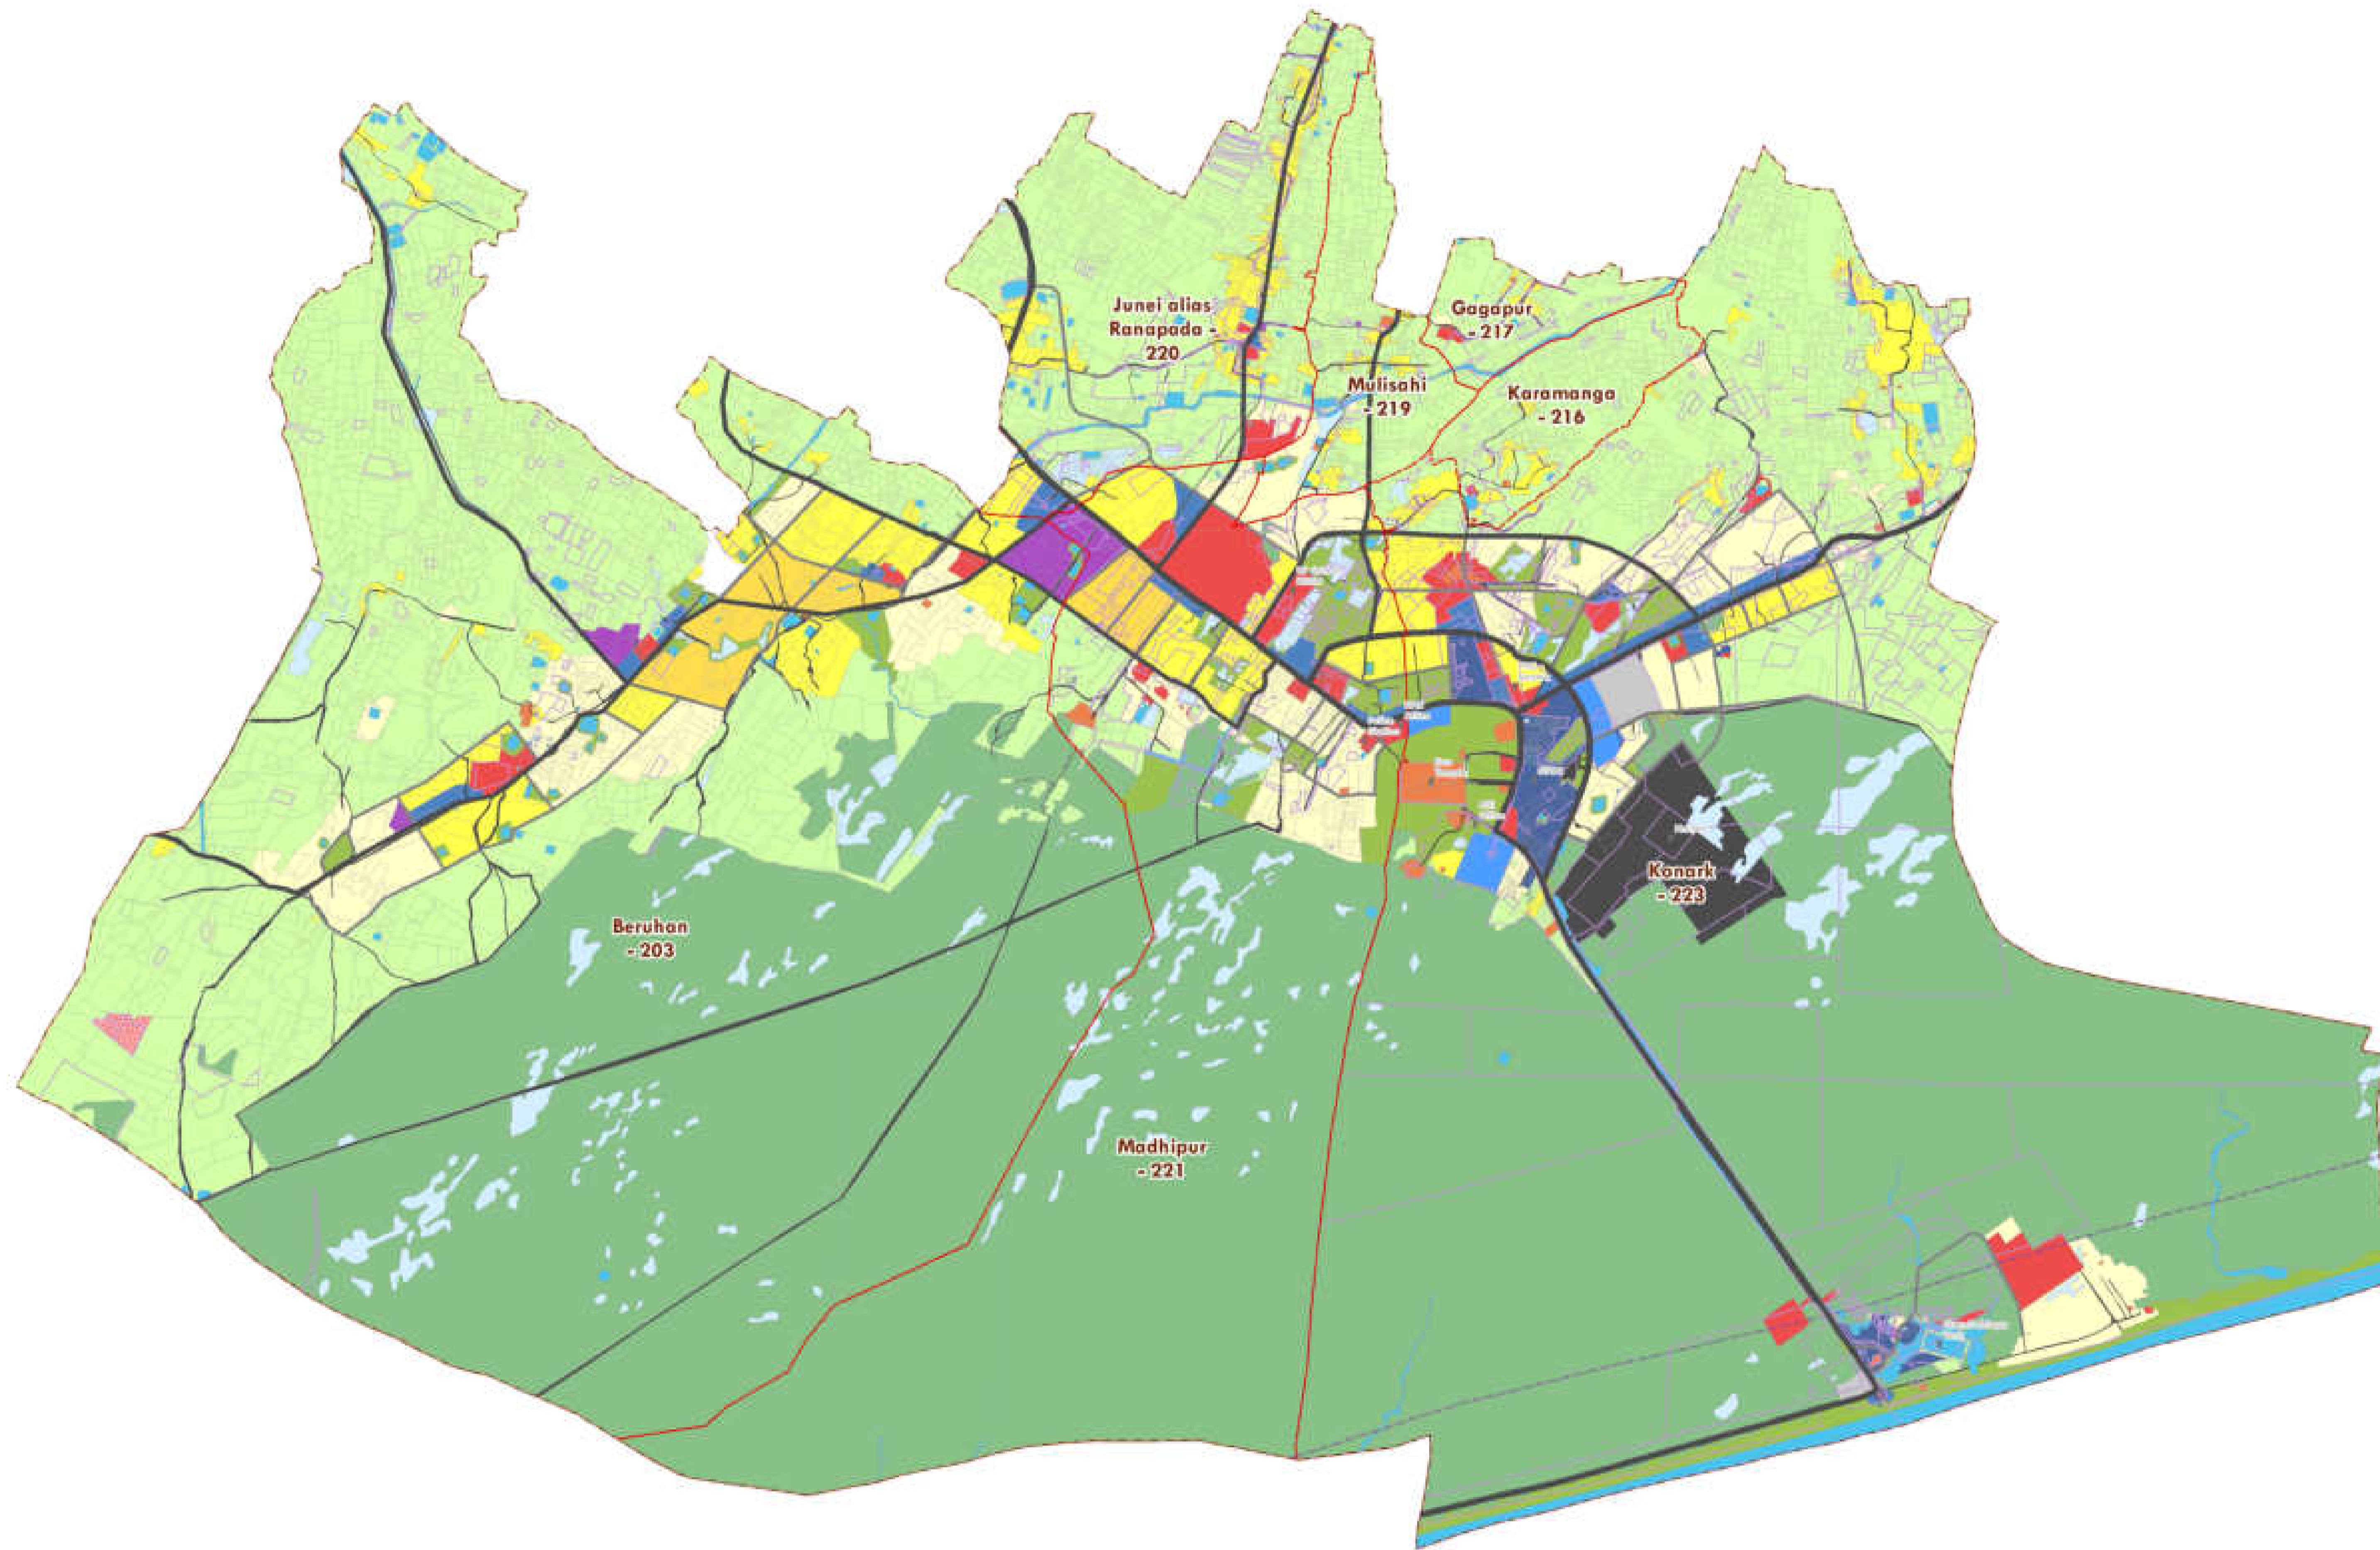 Junei alias
Ranapada -
220
Gagapur
- 217
Mulisahi
- 219
Karamanga
- 216
Konark
- 223
Beruhan
- 203
Madhipur
- 221